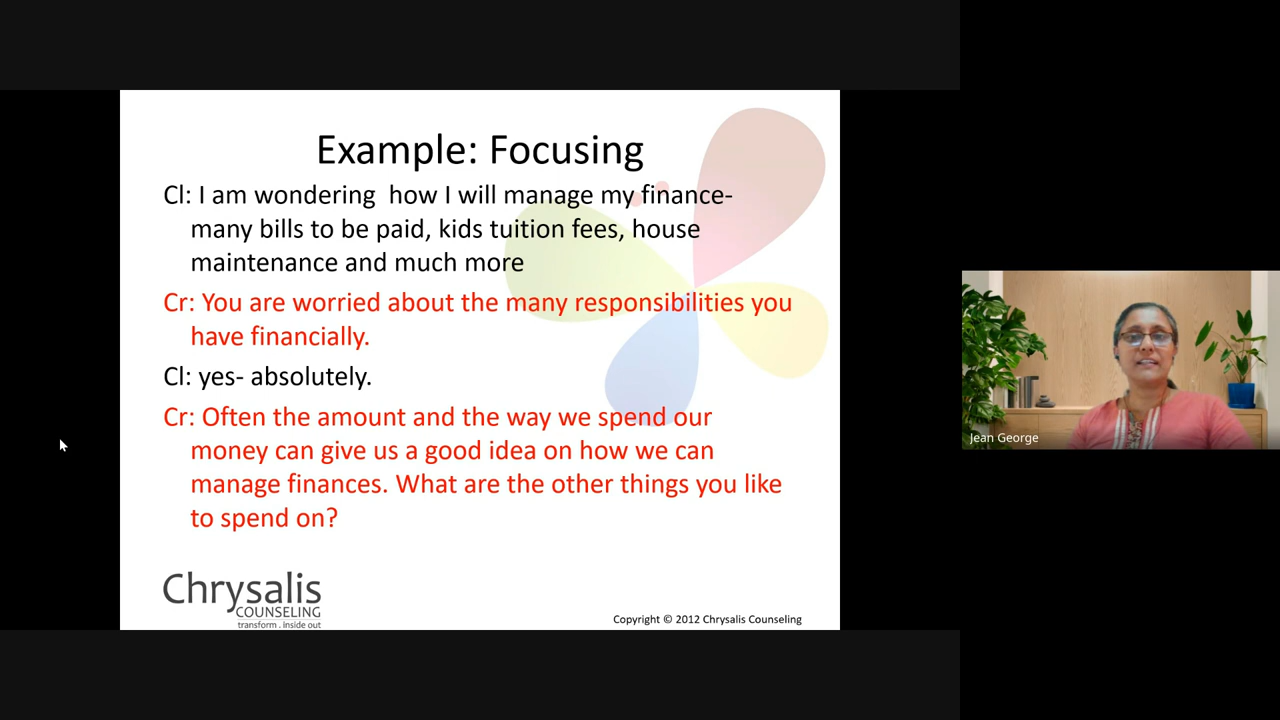 Example: Focusing
Cl: I am wondering  how I will manage my finance-
many bills to be paid, kids tuition fees, house
maintenance and much more
Cr: You are worried about the many responsibilities you
have financially.
Cl: yes- absolutely.
Cr: Often the amount and the way we spend our
money can give us a good idea on how we can
manage finances. What are the other things you like
to spend on?
Chrysalis
COUNSELING
transform . inside out
Copyright © 2012 Chrysalis Counseling
Jean George